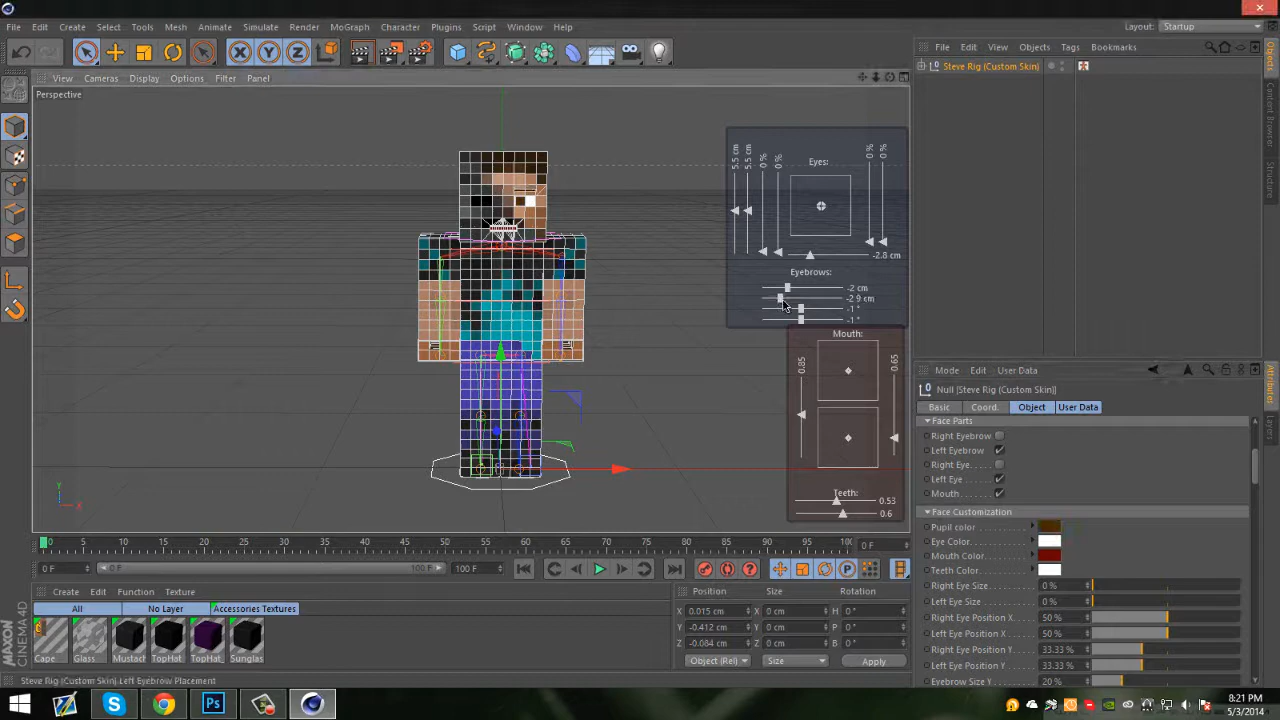 File Edit Create Select Tools Mesh Animate Simulate Render MoGraph Character Plugins Script Window Help
Layout: Startup
X Y Z
View Cameras Display Options Filter Panel
Perspective
5.5 cm 5.5 cm 0 % 0 % Eyes: 0 % 0 %
-2.8 cm
Eyebrows:
-2 cm
-2 9 cm
-1 °
-1 °
Mouth:
0.85 0.65
Teeth:
0.53
0.6
Y X
File Edit View Objects Tags Bookmarks
Steve Rig (Custom Skin)
Objects
Content Browser
Structure
Mode Edit User Data
Null [Steve Rig (Custom Skin)]
Basic Coord. Object User Data
Attributes
Layers
Face Parts
Right Eyebrow
Left Eyebrow
Right Eye
Left Eye
Mouth
Face Customization
Pupil color
Eye Color
Mouth Color
Teeth Color
Right Eye Size 0 %
Left Eye Size 0 %
Right Eye Position X 50 %
Left Eye Position X 50 %
Right Eye Position Y 33.33 %
Left Eye Position Y 33.33 %
Eyebrow Size Y 20 %
0 5 10 15 20 25 30 35 40 45 50 55 60 65 70 75 80 85 90 95 100
0 F
0 F 0 F 100 F 100 F
Create Edit Function Texture
All No Layer Accessories Textures
Cape Glass Mustach TopHat TopHat_ Sunglas
MAXON CINEMA 4D
Position Size Rotation
X 0.015 cm X 0 cm H 0 °
Y -0.412 cm Y 0 cm P 0 °
Z -0.084 cm Z 0 cm B 0 °
Object (Rel) Size Apply
Steve Rig (Custom Skin) Left Eyebrow Placement
8:21 PM
5/3/2014